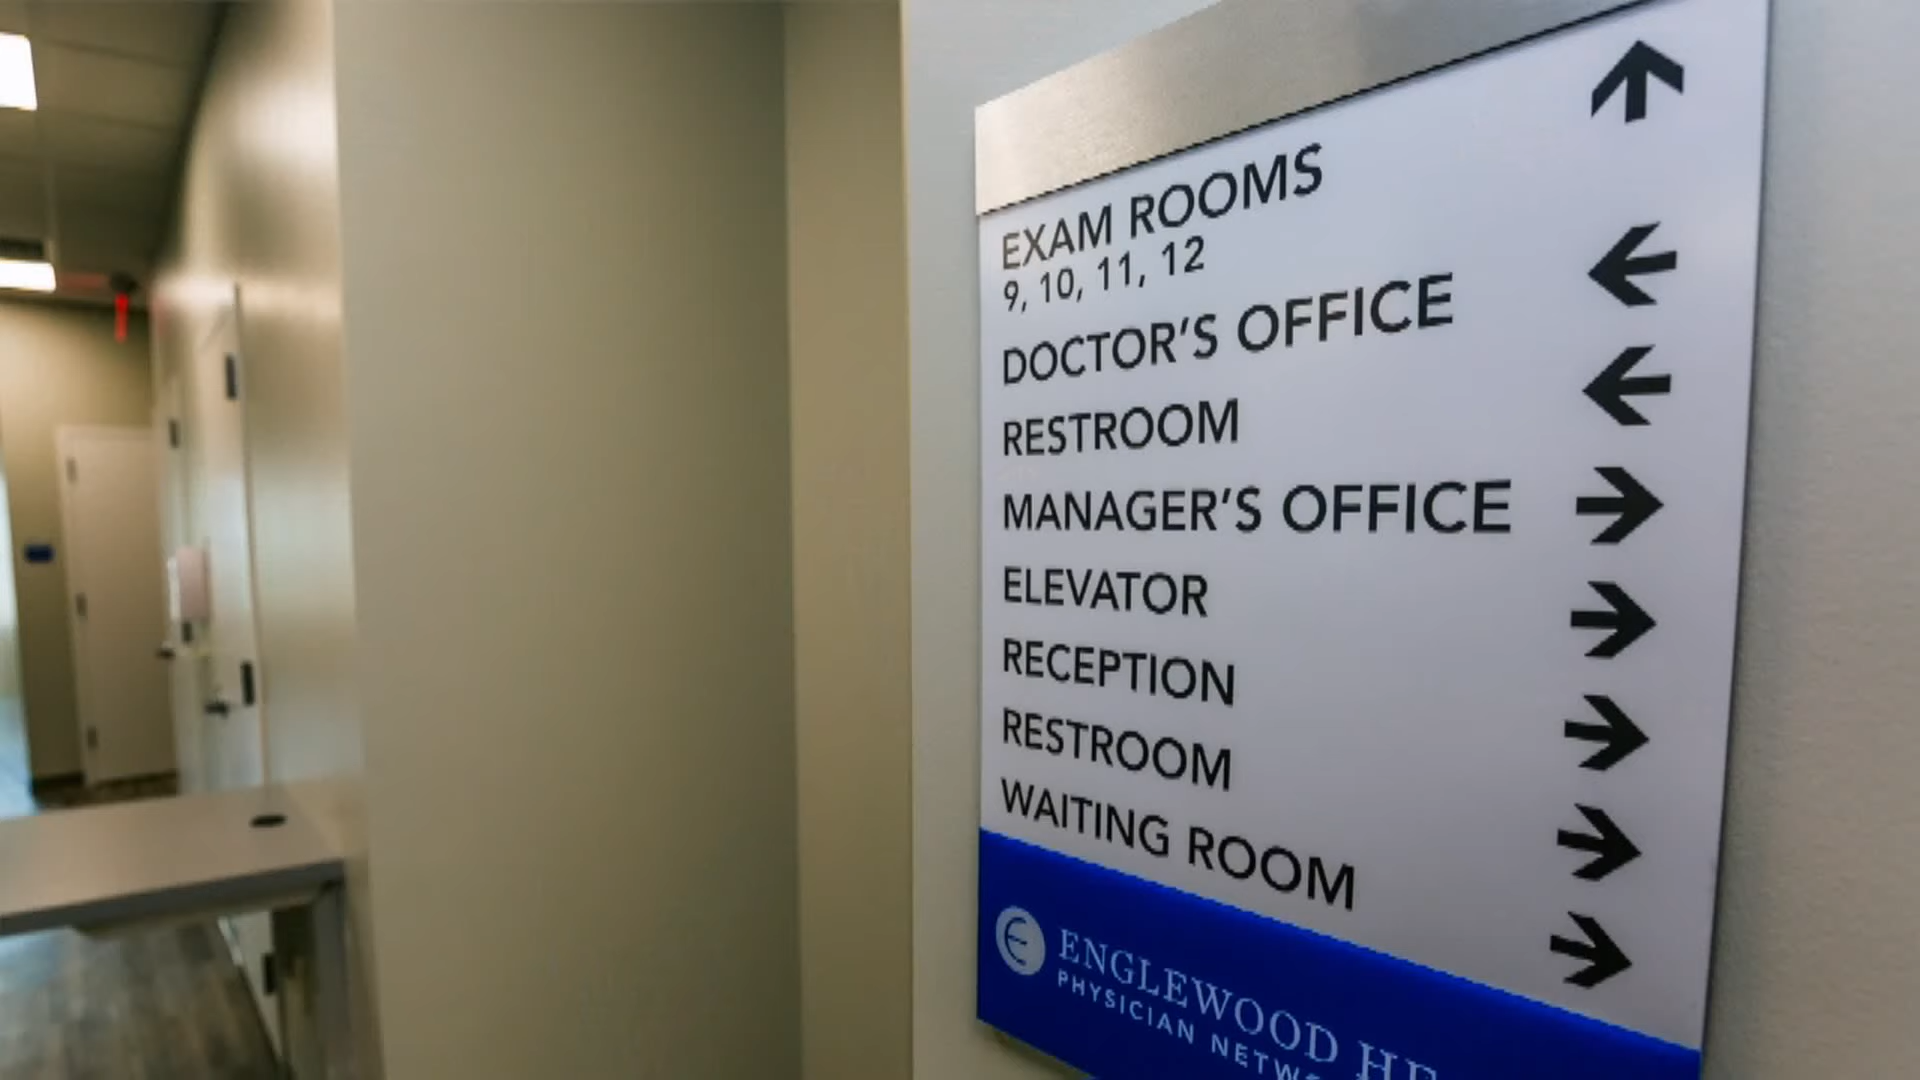 EXAM ROOMS
9, 10, 11, 12
DOCTOR'S OFFICE
RESTROOM
MANAGER'S OFFICE
ELEVATOR
RECEPTION
RESTROOM
WAITING ROOM
ENGLEWOOD
PHYSICIAN